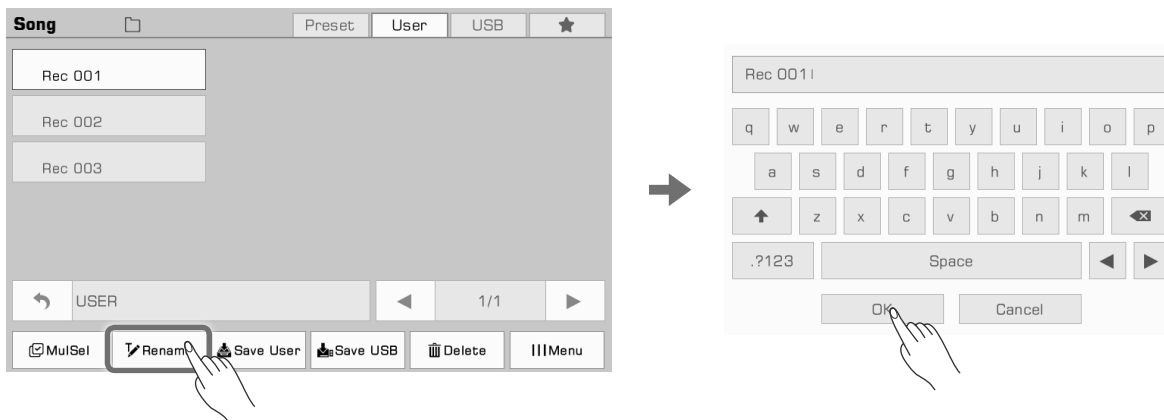 Song Preset User USB
Rec 001
Rec 002
Rec 003
USER 1/1
MulSel Rename Save User Save USB Delete Menu
Rec 001
q w e r t y u i o p
a s d f g h j k l
z x c v b n m
.?123 Space
OK Cancel